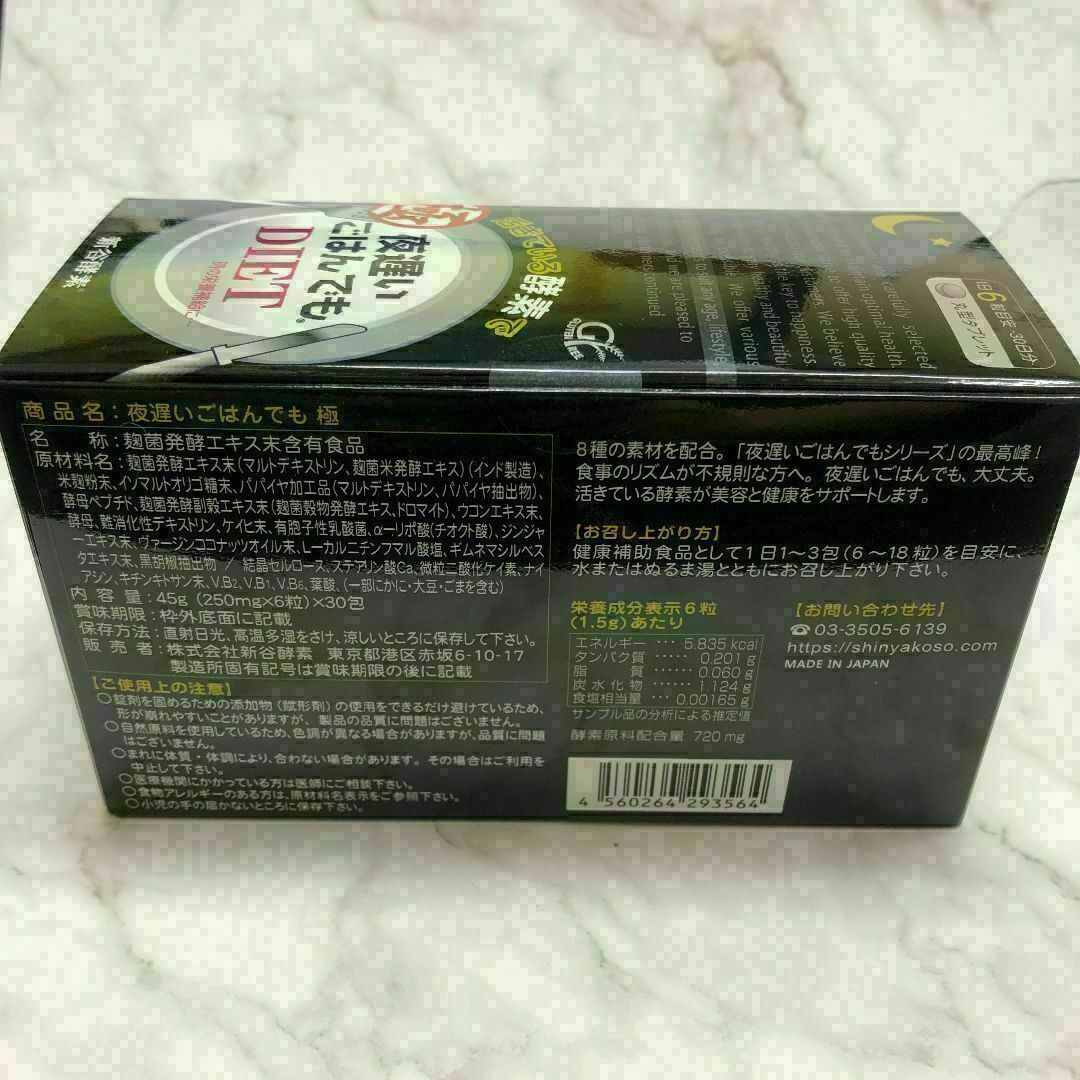 新谷酵素
夜遅い
ごはんでも。
DIET
極
生きている酵素で
1日6粒目安 30日分
丸型タブレット
carefully selected
optimal health.
to offer high quality
We believe
the key to happiness
healthy and beautiful
We offer various
at any age, lifestyle
we are pleased to
continued
商品名:夜遅いごはんでも 極
名 称:麹菌発酵エキス末含有食品
原材料名:麹菌発酵エキス末(マルトデキストリン、麹菌米発酵エキス)(インド製造)、
米麹粉末、イソマルトオリゴ糖末、パパイヤ加工品(マルトデキストリン、パパイヤ抽出物)、
酵母ペプチド、麹菌発酵副穀エキス末(麹菌穀物発酵エキス、ドロマイト)、ウコンエキス末、
酵母、難消化性デキストリン、ケイヒ末、有胞子性乳酸菌、α-リポ酸(チオクト酸)、ジンジャ
ーエキス末、ヴァージンココナッツオイル末、L-カルニチンフマル酸塩、ギムネマシルベス
タエキス末、黒胡椒抽出物 / 結晶セルロース、ステアリン酸Ca、微粒二酸化ケイ素、ナイ
アシン、キチンキトサン末、V.B2、V.B1、V.B6、葉酸、(一部にかに・大豆・ごまを含む)
内 容 量:45g (250mg×6粒)×30包
賞味期限:枠外底面に記載
保存方法:直射日光、高温多湿をさけ、涼しいところに保存して下さい。
販 売 者:株式会社新谷酵素 東京都港区赤坂6-10-17
製造所固有記号は賞味期限の後に記載
【ご使用上の注意】
○錠剤を固めるための添加物(賦形剤)の使用をできるだけ避けているため、
形が崩れやすいことがありますが、製品の品質に問題はございません。
○自然原料を使用しているため、色調が異なる場合がありますが、品質に問題
はございません。
○まれに体質・体調により、合わない場合があります。その場合はご利用を
中止して下さい。
○医療機関にかかっている方は医師にご相談下さい。
○食物アレルギーのある方は、原材料名表示をご参照下さい。
○小児の手の届かないところに保存下さい。
8種の素材を配合。「夜遅いごはんでもシリーズ」の最高峰!
食事のリズムが不規則な方へ。夜遅いごはんでも、大丈夫。
活きている酵素が美容と健康をサポートします。
【お召し上がり方】
健康補助食品として1日1~3包(6~18粒)を目安に、
水またはぬるま湯とともにお召し上がり下さい。
栄養成分表示6粒
(1.5g)あたり
エネルギー … 5.835 kcal
タンパク質 …… 0.201 g
脂 質 …… 0.060 g
炭水化物 …… 1.124 g
食塩相当量 … 0.00165 g
サンプル品の分析による推定値
酵素原料配合量 720mg
【お問い合わせ先】
☎03-3505-6139
https://shinyakoso.com
MADE IN JAPAN
4 560264 293564